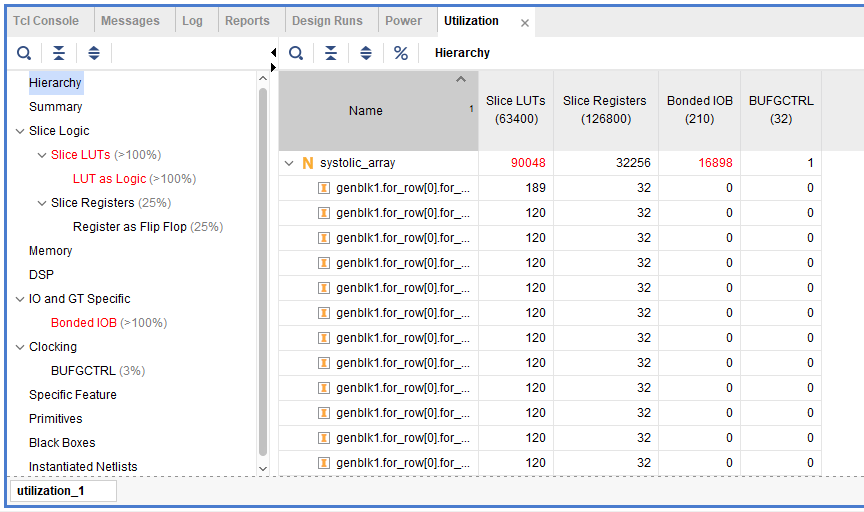 Tcl Console Messages Log Reports Design Runs Power Utilization
Hierarchy
Hierarchy
Summary
Slice Logic
Slice LUTs (>100%)
LUT as Logic (>100%)
Slice Registers (25%)
Register as Flip Flop (25%)
Memory
DSP
IO and GT Specific
Bonded IOB (>100%)
Clocking
BUFGCTRL (3%)
Specific Feature
Primitives
Black Boxes
Instantiated Netlists
Name 1 Slice LUTs (63400) Slice Registers (126800) Bonded IOB (210) BUFGCTRL (32)
N systolic_array 90048 32256 16898 1
I genblk1.for_row[0].for_... 189 32 0 0
I genblk1.for_row[0].for_... 120 32 0 0
I genblk1.for_row[0].for_... 120 32 0 0
I genblk1.for_row[0].for_... 120 32 0 0
I genblk1.for_row[0].for_... 120 32 0 0
I genblk1.for_row[0].for_... 120 32 0 0
I genblk1.for_row[0].for_... 120 32 0 0
I genblk1.for_row[0].for_... 120 32 0 0
I genblk1.for_row[0].for_... 120 32 0 0
I genblk1.for_row[0].for_... 120 32 0 0
I genblk1.for_row[0].for_... 120 32 0 0
I genblk1.for_row[0].for_... 120 32 0 0
utilization_1